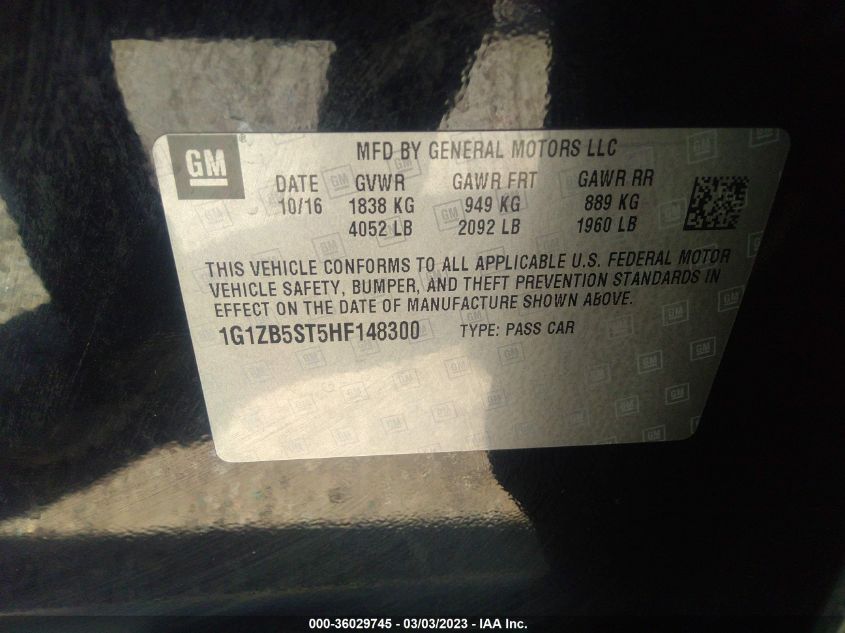 GM
MFD BY GENERAL MOTORS LLC
DATE GVWR GAWR FRT GAWR RR
10/16 1838 KG 949 KG 889 KG
4052 LB 2092 LB 1960 LB
THIS VEHICLE CONFORMS TO ALL APPLICABLE U.S. FEDERAL MOTOR
VEHICLE SAFETY, BUMPER, AND THEFT PREVENTION STANDARDS IN
EFFECT ON THE DATE OF MANUFACTURE SHOWN ABOVE.
1G1ZB5ST5HF148300 TYPE: PASS CAR
000-36029745 - 03/03/2023 - IAA Inc.